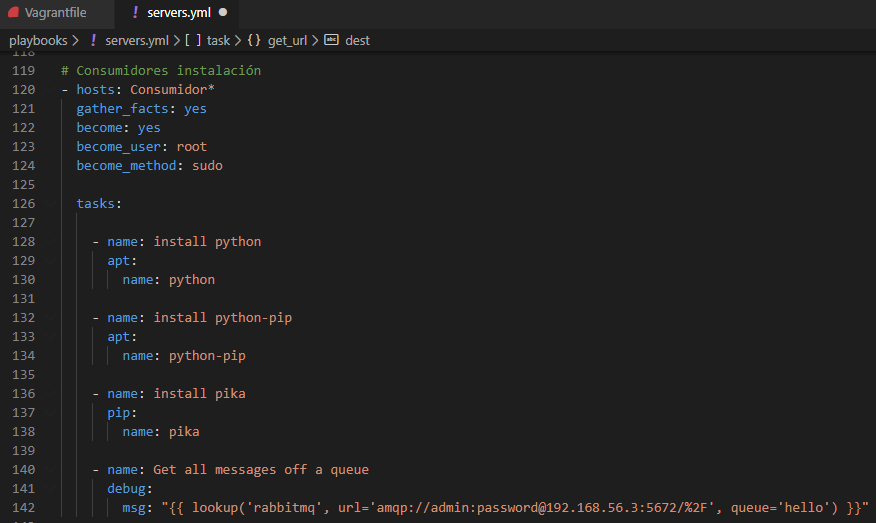 Vagrantfile
! servers.yml
playbooks > ! servers.yml > [ ] task > {} get_url > abc dest
118
119 # Consumidores instalación
120 - hosts: Consumidor*
121 gather_facts: yes
122 become: yes
123 become_user: root
124 become_method: sudo
125
126 tasks:
127
128 - name: install python
129 apt:
130 name: python
131
132 - name: install python-pip
133 apt:
134 name: python-pip
135
136 - name: install pika
137 pip:
138 name: pika
139
140 - name: Get all messages off a queue
141 debug:
142 msg: "{{ lookup('rabbitmq', url='amqp://admin:password@192.168.56.3:5672/%2F', queue='hello') }}"